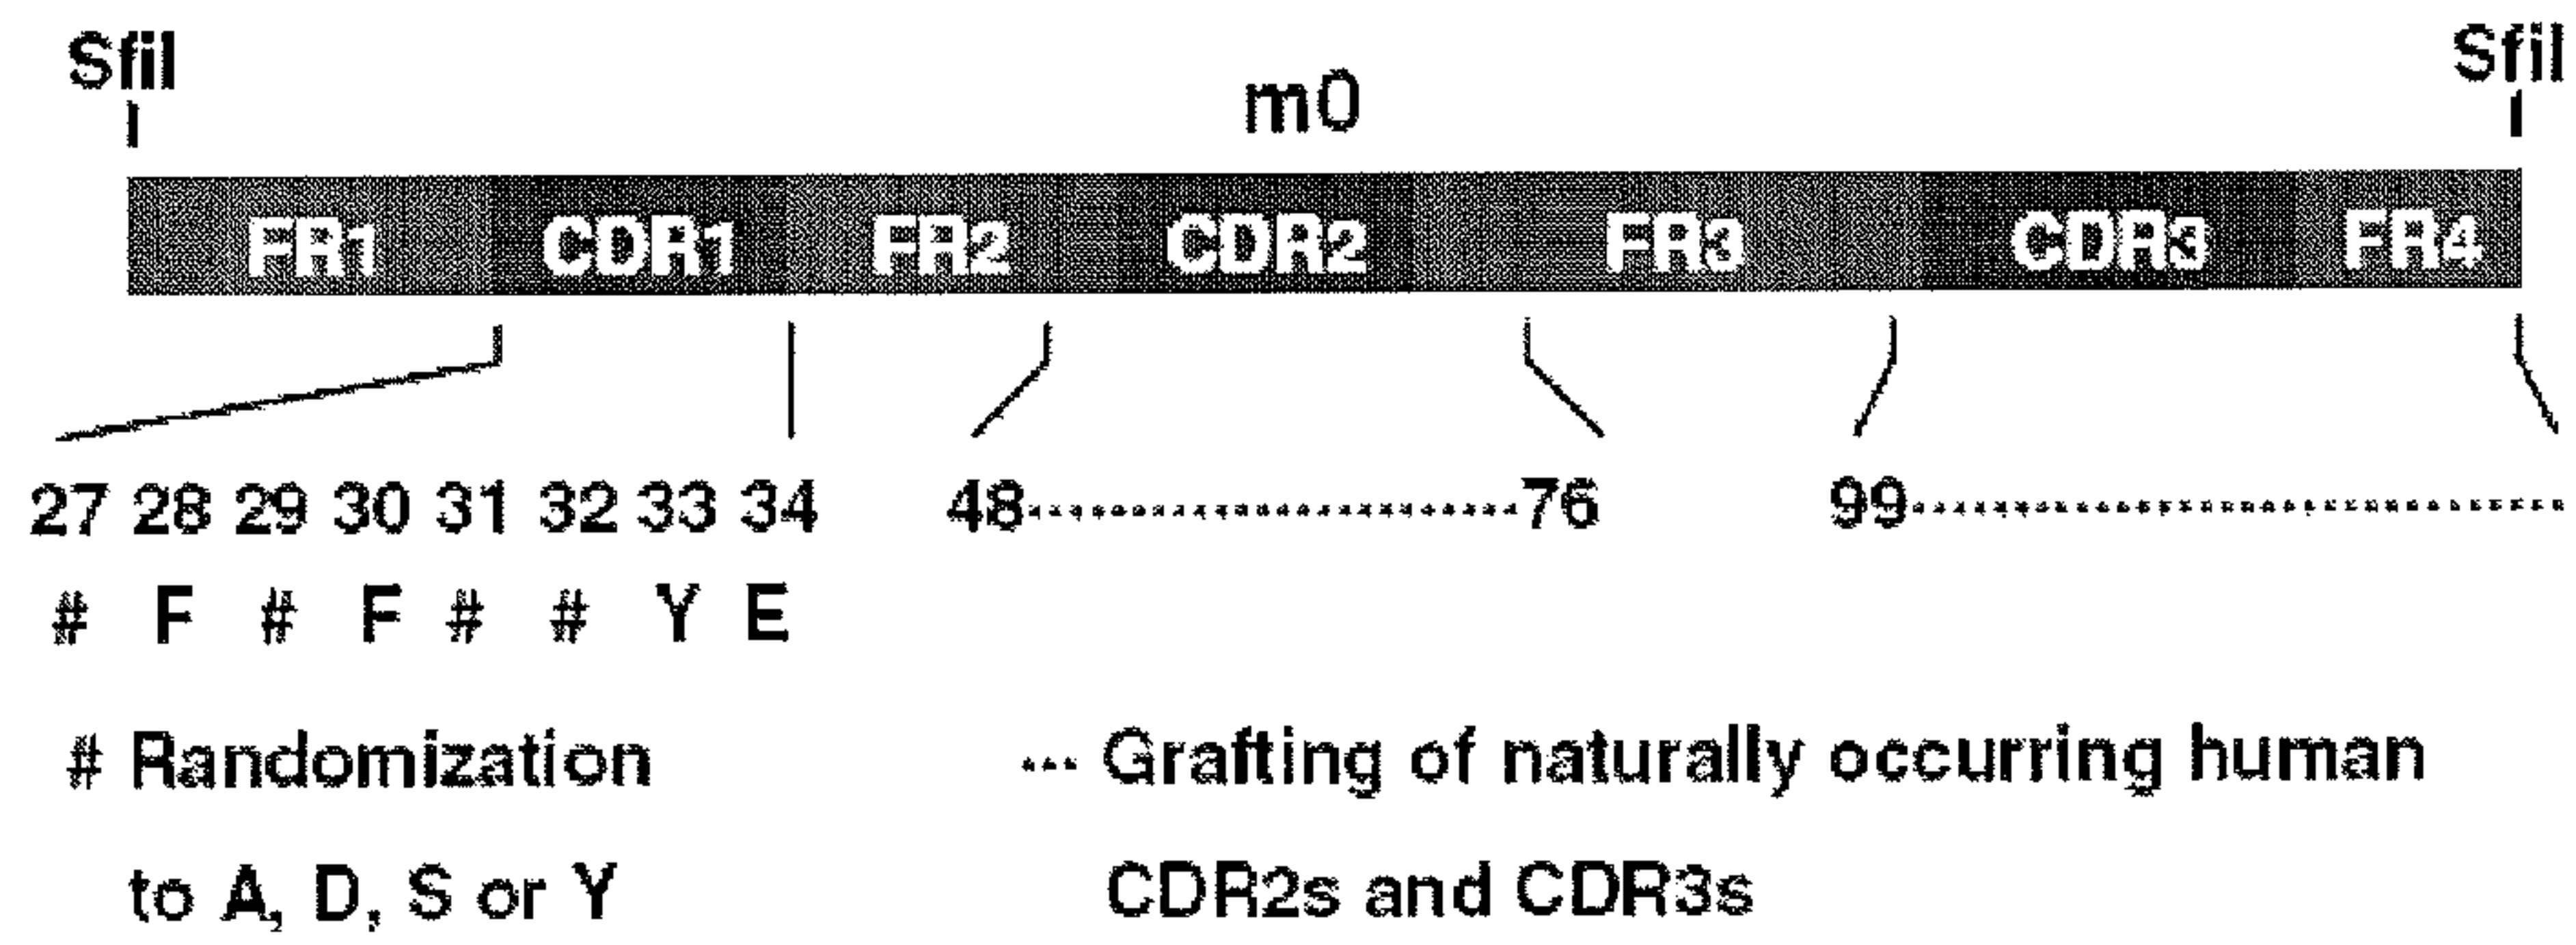 SfiI SfiI
m0
FR1 CDR1 FR2 CDR2 FR3 CDR3 FR4
27 28 29 30 31 32 33 34 48 76 99
# F # F # # Y E
# Randomization ... Grafting of naturally occurring human
to A, D, S or Y CDR2s and CDR3s